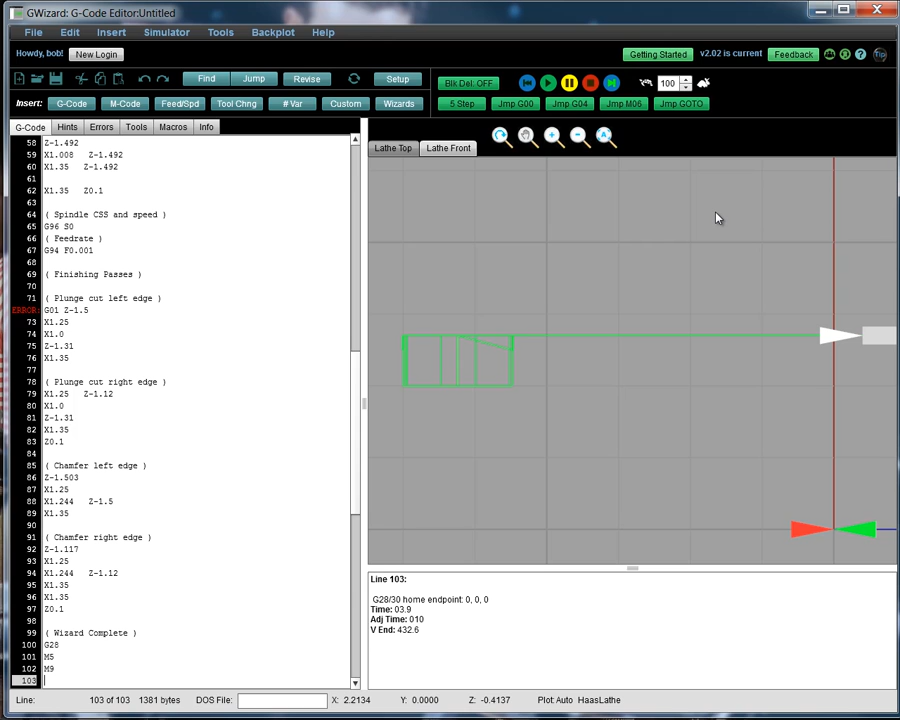 GWizard: G-Code Editor:Untitled
File Edit Insert Simulator Tools Backplot Help
Howdy, bob! New Login Getting Started v2.02 is current Feedback ? Tip
Find Jump Revise Setup Blk Del: OFF 100
Insert: G-Code M-Code Feed/Spd Tool Chng # Var Custom Wizards 5 Step Jmp G00 Jmp G04 Jmp M06 Jmp GOTO
G-Code Hints Errors Tools Macros Info
Lathe Top Lathe Front
58 Z-1.492
59 X1.008 Z-1.492
60 X1.35 Z-1.492
61
62 X1.35 Z0.1
63
64 ( Spindle CSS and speed )
65 G96 S0
66 ( Feedrate )
67 G94 F0.001
68
69 ( Finishing Passes )
70
71 ( Plunge cut left edge )
ERROR: G01 Z-1.5
73 X1.25
74 X1.0
75 Z-1.31
76 X1.35
77
78 ( Plunge cut right edge )
79 X1.25 Z-1.12
80 X1.0
81 Z-1.31
82 X1.35
83 Z0.1
84
85 ( Chamfer left edge )
86 Z-1.503
87 X1.25
88 X1.244 Z-1.5
89 X1.35
90
91 ( Chamfer right edge )
92 Z-1.117
93 X1.25
94 X1.244 Z-1.12
95 X1.35
96 X1.35
97 Z0.1
98
99 ( Wizard Complete )
100 G28
101 M5
102 M9
103
Line 103:
G28/30 home endpoint: 0, 0, 0
Time: 03.9
Adj Time: 010
V End: 432.6
Line: 103 of 103 1381 bytes DOS File: X: 2.2134 Y: 0.0000 Z: -0.4137 Plot: Auto HaasLathe